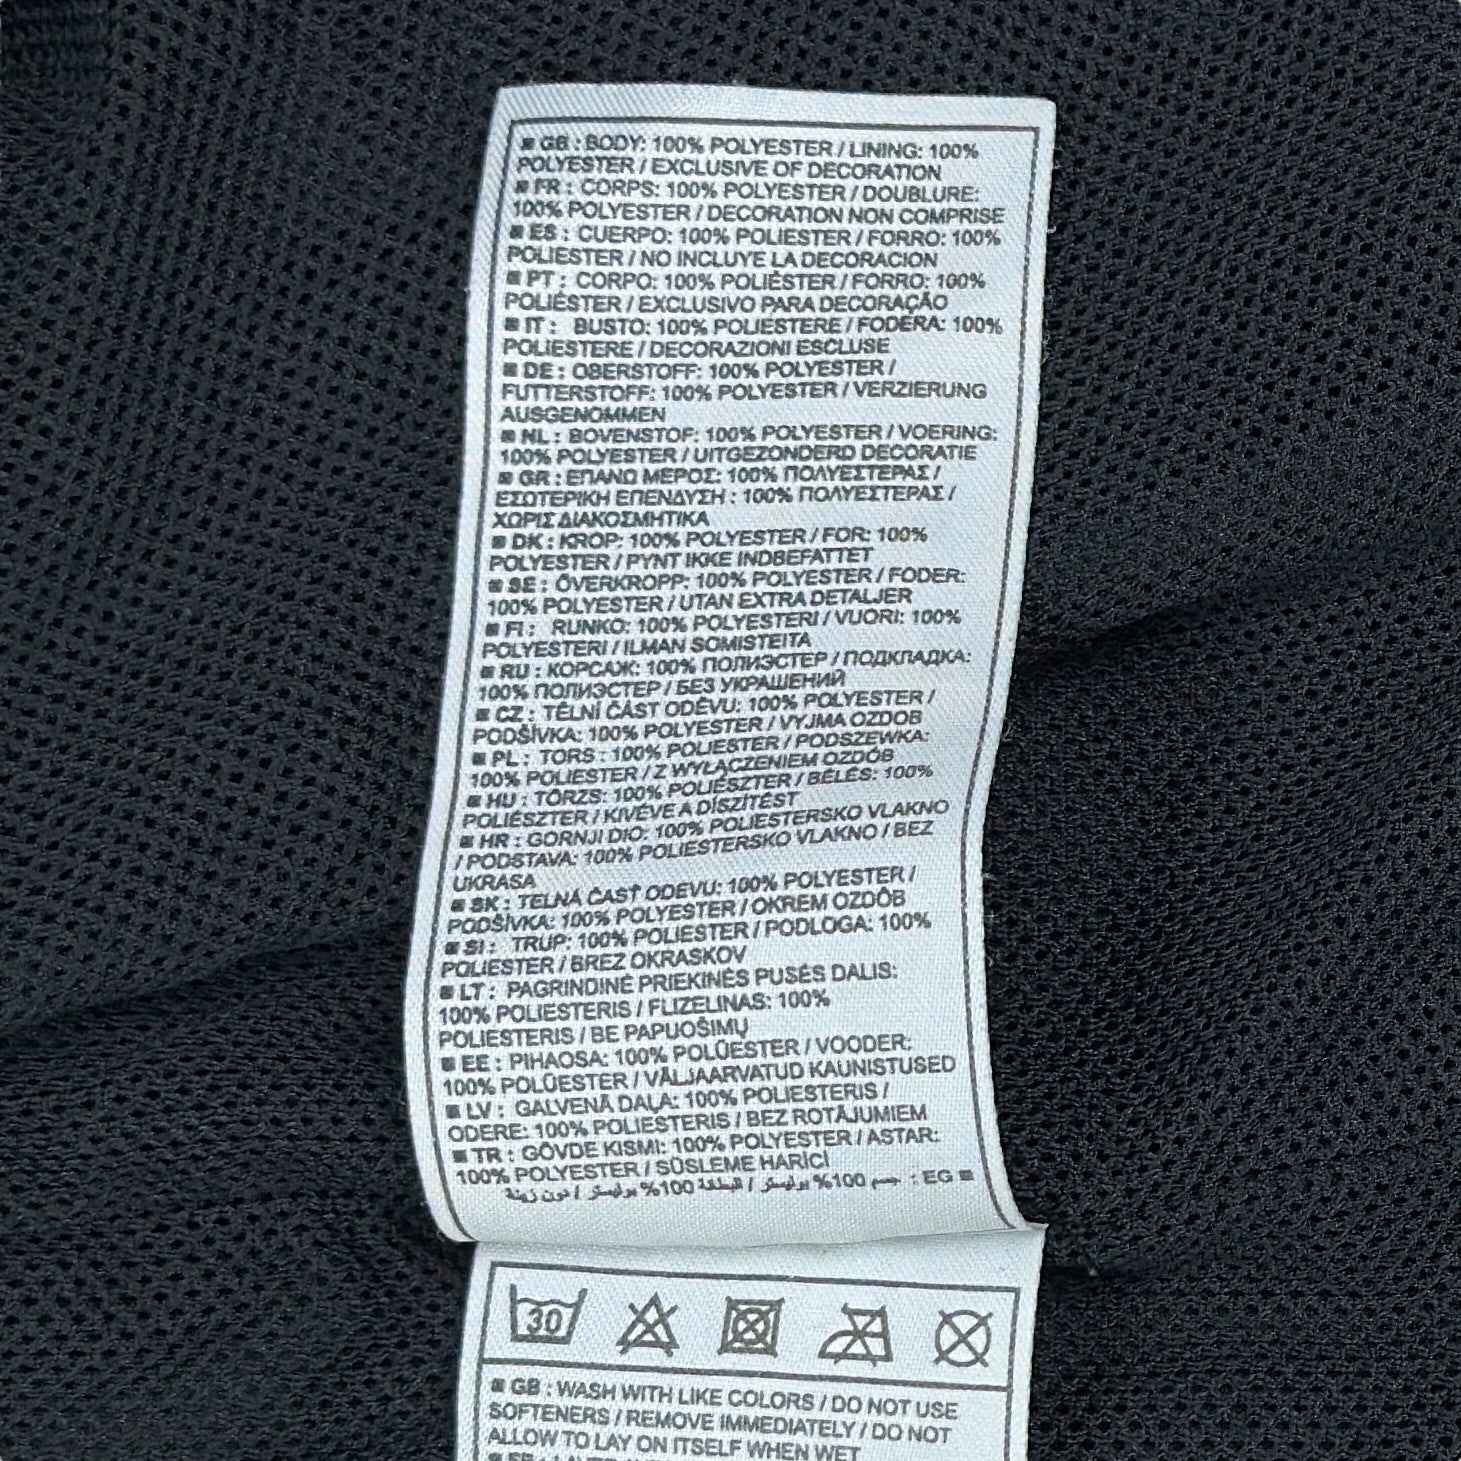 ■ GB : BODY: 100% POLYESTER / LINING: 100%
POLYESTER / EXCLUSIVE OF DECORATION
■ FR : CORPS: 100% POLYESTER / DOUBLURE:
100% POLYESTER / DECORATION NON COMPRISE
■ ES : CUERPO: 100% POLIESTER / FORRO: 100%
POLIESTER / NO INCLUYE LA DECORACION
■ PT : CORPO: 100% POLIÉSTER / FORRO: 100%
POLIÉSTER / EXCLUSIVO PARA DECORAÇÃO
■ IT : BUSTO: 100% POLIESTERE / FODERA: 100%
POLIESTERE / DECORAZIONI ESCLUSE
■ DE : OBERSTOFF: 100% POLYESTER /
FUTTERSTOFF: 100% POLYESTER / VERZIERUNG
AUSGENOMMEN
■ NL : BOVENSTOF: 100% POLYESTER / VOERING:
100% POLYESTER / UITGEZONDERD DECORATIE
■ GR : ΕΠΑΝΩ ΜΕΡΟΣ: 100% ΠΟΛΥΕΣΤΕΡΑΣ /
ΕΣΩΤΕΡΙΚΗ ΕΠΕΝΔΥΣΗ : 100% ΠΟΛΥΕΣΤΕΡΑΣ /
ΧΩΡΙΣ ΔΙΑΚΟΣΜΗΤΙΚΑ
■ DK : KROP: 100% POLYESTER / FOR: 100%
POLYESTER / PYNT IKKE INDBEFATTET
■ SE : ÖVERKROPP: 100% POLYESTER / FODER:
100% POLYESTER / UTAN EXTRA DETALJER
■ FI : RUNKO: 100% POLYESTERI / VUORI: 100%
POLYESTERI / ILMAN SOMISTEITA
■ RU : КОРСАЖ: 100% ПОЛИЭСТЕР / ПОДКЛАДКА:
100% ПОЛИЭСТЕР / БЕЗ УКРАШЕНИЙ
■ CZ : TĚLNÍ ČÁST ODĚVU: 100% POLYESTER /
PODŠÍVKA: 100% POLYESTER / VYJMA OZDOB
■ PL : TORS : 100% POLIESTER / PODSZEWKA:
100% POLIESTER / Z WYŁĄCZENIEM OZDÓB
■ HU : TÖRZS: 100% POLIÉSZTER / BÉLÉS: 100%
POLIÉSZTER / KIVÉVE A DÍSZÍTÉST
■ HR : GORNJI DIO: 100% POLIESTERSKO VLAKNO
/ PODSTAVA: 100% POLIESTERSKO VLAKNO / BEZ
UKRASA
■ SK : TELNÁ ČASŤ ODEVU: 100% POLYESTER /
PODŠÍVKA: 100% POLYESTER / OKREM OZDÔB
■ SI : TRUP: 100% POLIESTER / PODLOGA: 100%
POLIESTER / BREZ OKRASKOV
■ LT : PAGRINDINĖ PRIEKINĖS PUSĖS DALIS:
100% POLIESTERIS / FLIZELINAS: 100%
POLIESTERIS / BE PAPUOŠIMŲ
■ EE : PIHAOSA: 100% POLÜESTER / VOODER:
100% POLÜESTER / VÄLJAARVATUD KAUNISTUSED
■ LV : GALVENĀ DAĻA: 100% POLIESTERIS /
ODERE: 100% POLIESTERIS / BEZ ROTĀJUMIEM
■ TR : GÖVDE KISMI: 100% POLYESTER / ASTAR:
100% POLYESTER / SÜSLEME HARİCİ
■ EG : جسم 100% بوليستر / البطانة 100% بوليستر / دون زينة
30
■ GB : WASH WITH LIKE COLORS / DO NOT USE
SOFTENERS / REMOVE IMMEDIATELY / DO NOT
ALLOW TO LAY ON ITSELF WHEN WET